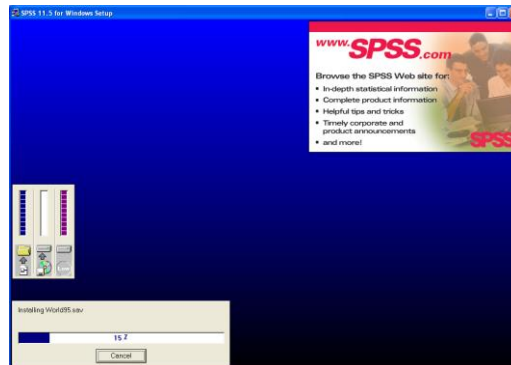 SPSS 11.5 for Windows Setup
www.SPSS.com
Browse the SPSS Web site for:
• In-depth statistical information
• Complete product information
• Helpful tips and tricks
• Timely corporate and
product announcements
• and more!
SPSS
Installing World95.sav
15 %
Cancel